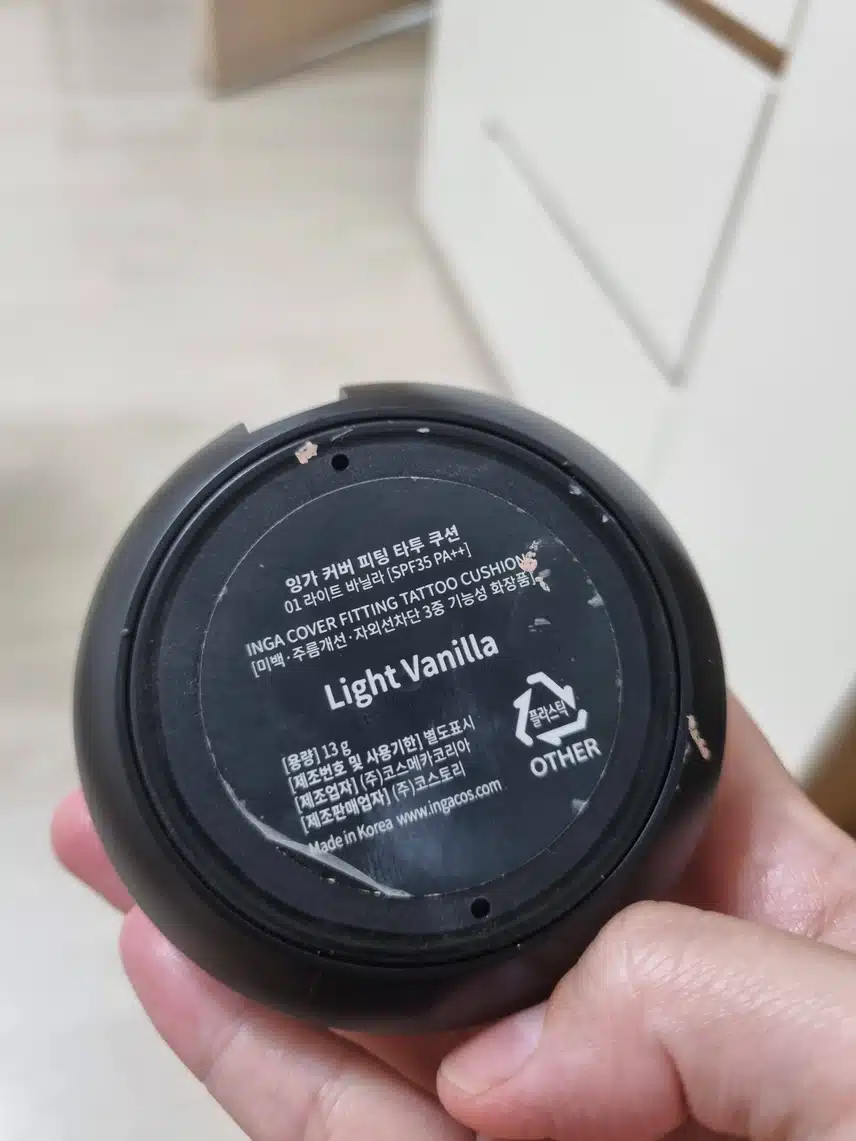 잉가 커버 피팅 타투 쿠션
01 라이트 바닐라 [SPF35 PA++]
INGA COVER FITTING TATTOO CUSHION
[미백·주름개선·자외선차단 3중 기능성 화장품]
Light Vanilla
[용량] 13 g
[제조번호 및 사용기한] 별도표시
[제조업자] (주)코스메카코리아
[제조판매업자] (주)코스토리
Made in Korea www.ingacos.com
플라스틱
OTHER